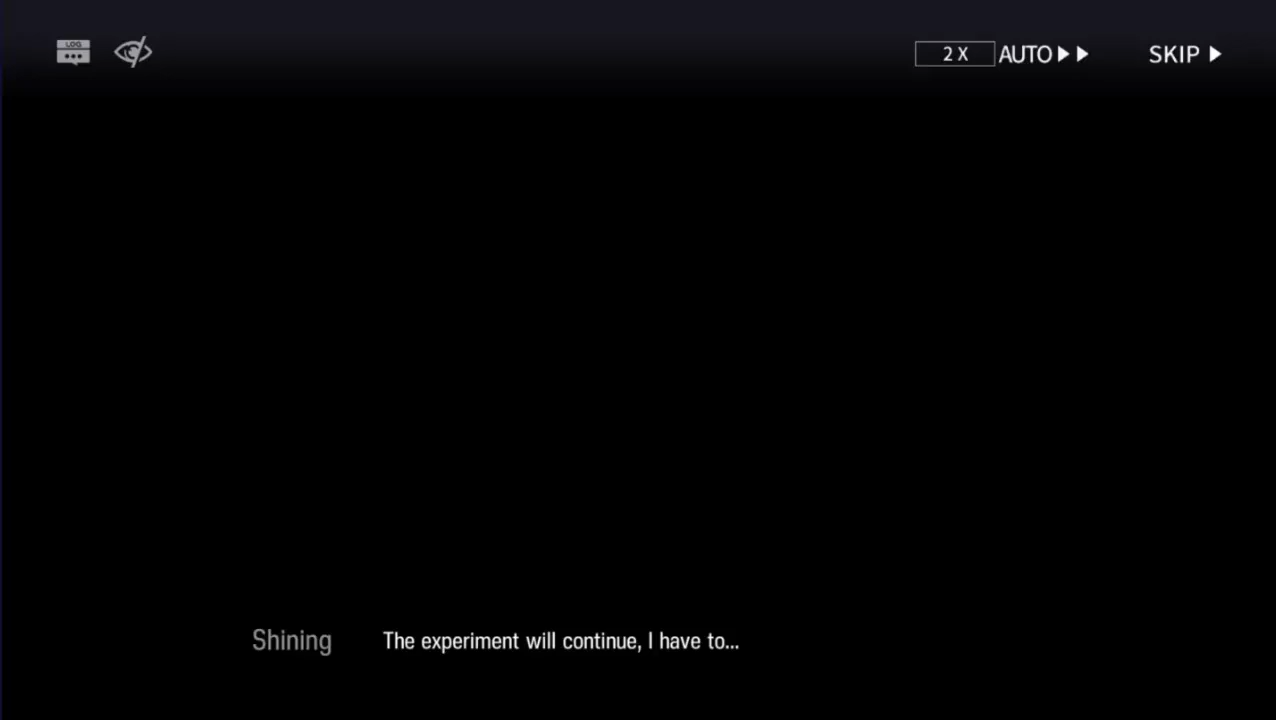 LOG
2 X AUTO
SKIP
Shining
The experiment will continue, I have to...